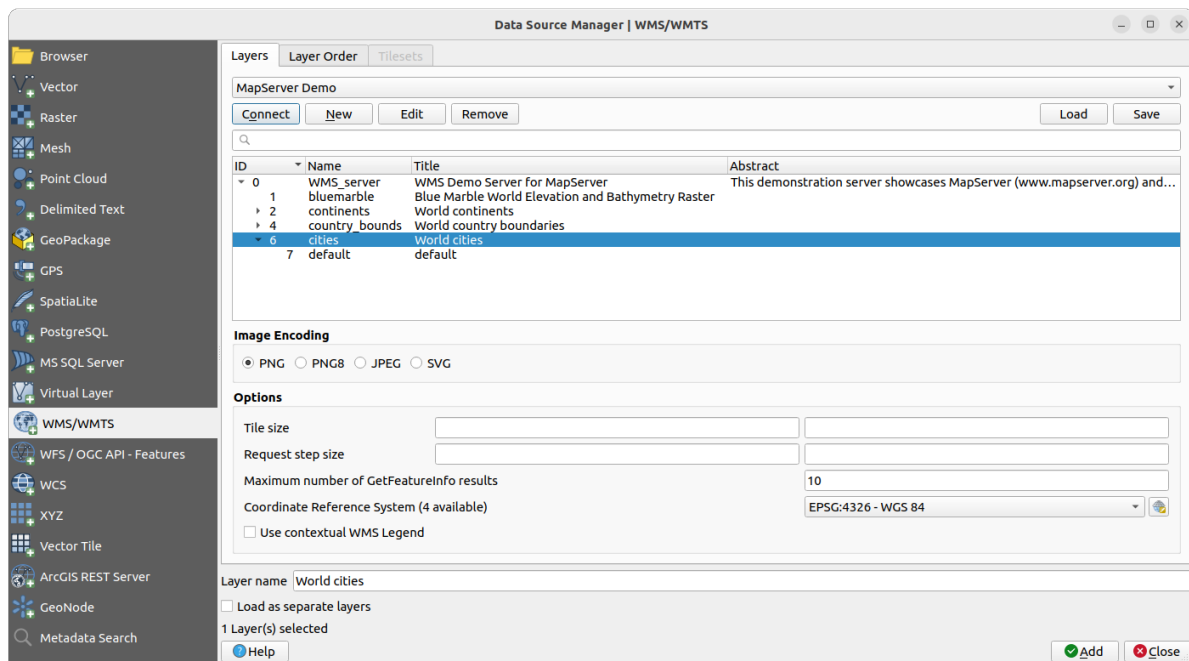 Data Source Manager | WMS/WMTS
Browser
Vector
Raster
Mesh
Point Cloud
Delimited Text
GeoPackage
GPS
SpatiaLite
PostgreSQL
MS SQL Server
Virtual Layer
WMS/WMTS
WFS / OGC API - Features
WCS
XYZ
Vector Tile
ArcGIS REST Server
GeoNode
Metadata Search
Layers Layer Order Tilesets
MapServer Demo
Connect New Edit Remove Load Save
ID Name Title Abstract
0 WMS_server WMS Demo Server for MapServer This demonstration server showcases MapServer (www.mapserver.org) and...
1 bluemarble Blue Marble World Elevation and Bathymetry Raster
2 continents World continents
4 country_bounds World country boundaries
6 cities World cities
7 default default
Image Encoding
PNG PNG8 JPEG SVG
Options
Tile size
Request step size
Maximum number of GetFeatureInfo results 10
Coordinate Reference System (4 available) EPSG:4326 - WGS 84
Use contextual WMS Legend
Layer name World cities
Load as separate layers
1 Layer(s) selected
Help Add Close